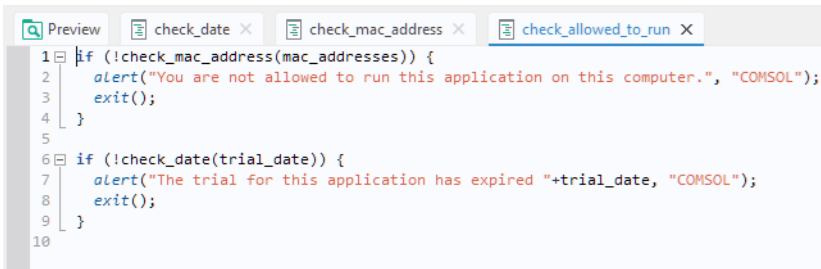 Preview check_date check_mac_address check_allowed_to_run
1 if (!check_mac_address(mac_addresses)) {
2 alert("You are not allowed to run this application on this computer.", "COMSOL");
3 exit();
4 }
5
6 if (!check_date(trial_date)) {
7 alert("The trial for this application has expired "+trial_date, "COMSOL");
8 exit();
9 }
10